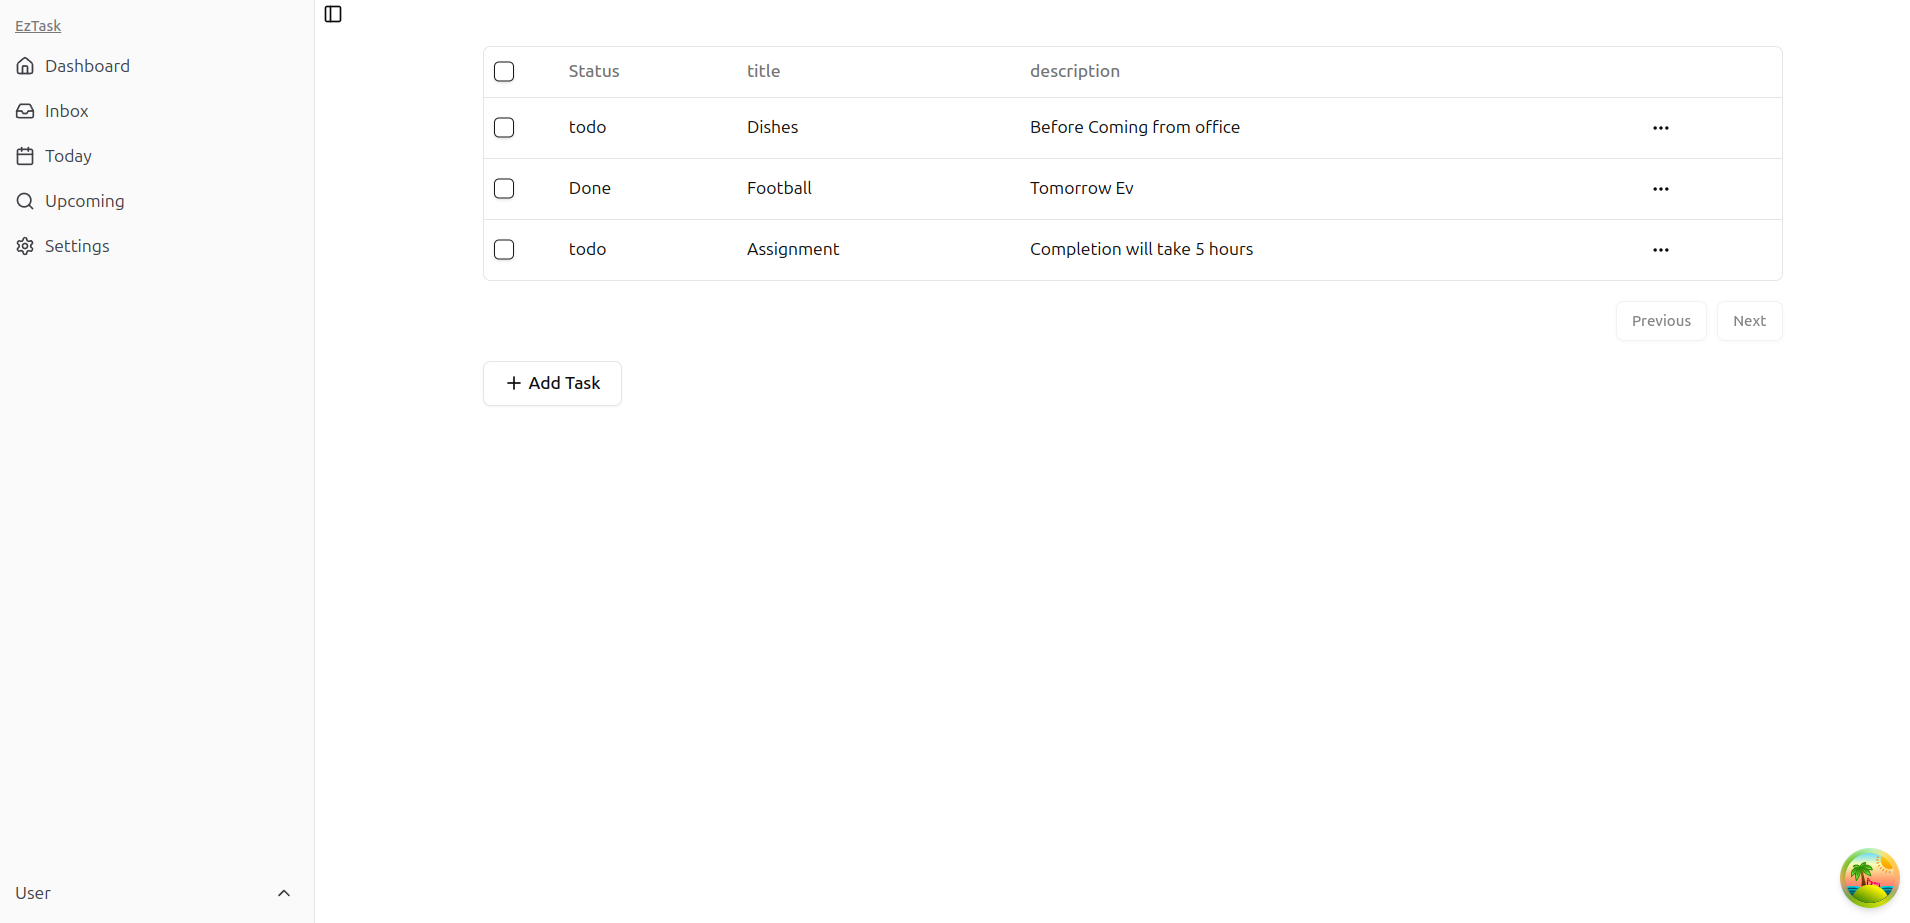 EzTask
Dashboard
Inbox
Today
Upcoming
Settings
Status title description
todo Dishes Before Coming from office
Done Football Tomorrow Ev
todo Assignment Completion will take 5 hours
Previous Next
Add Task
User